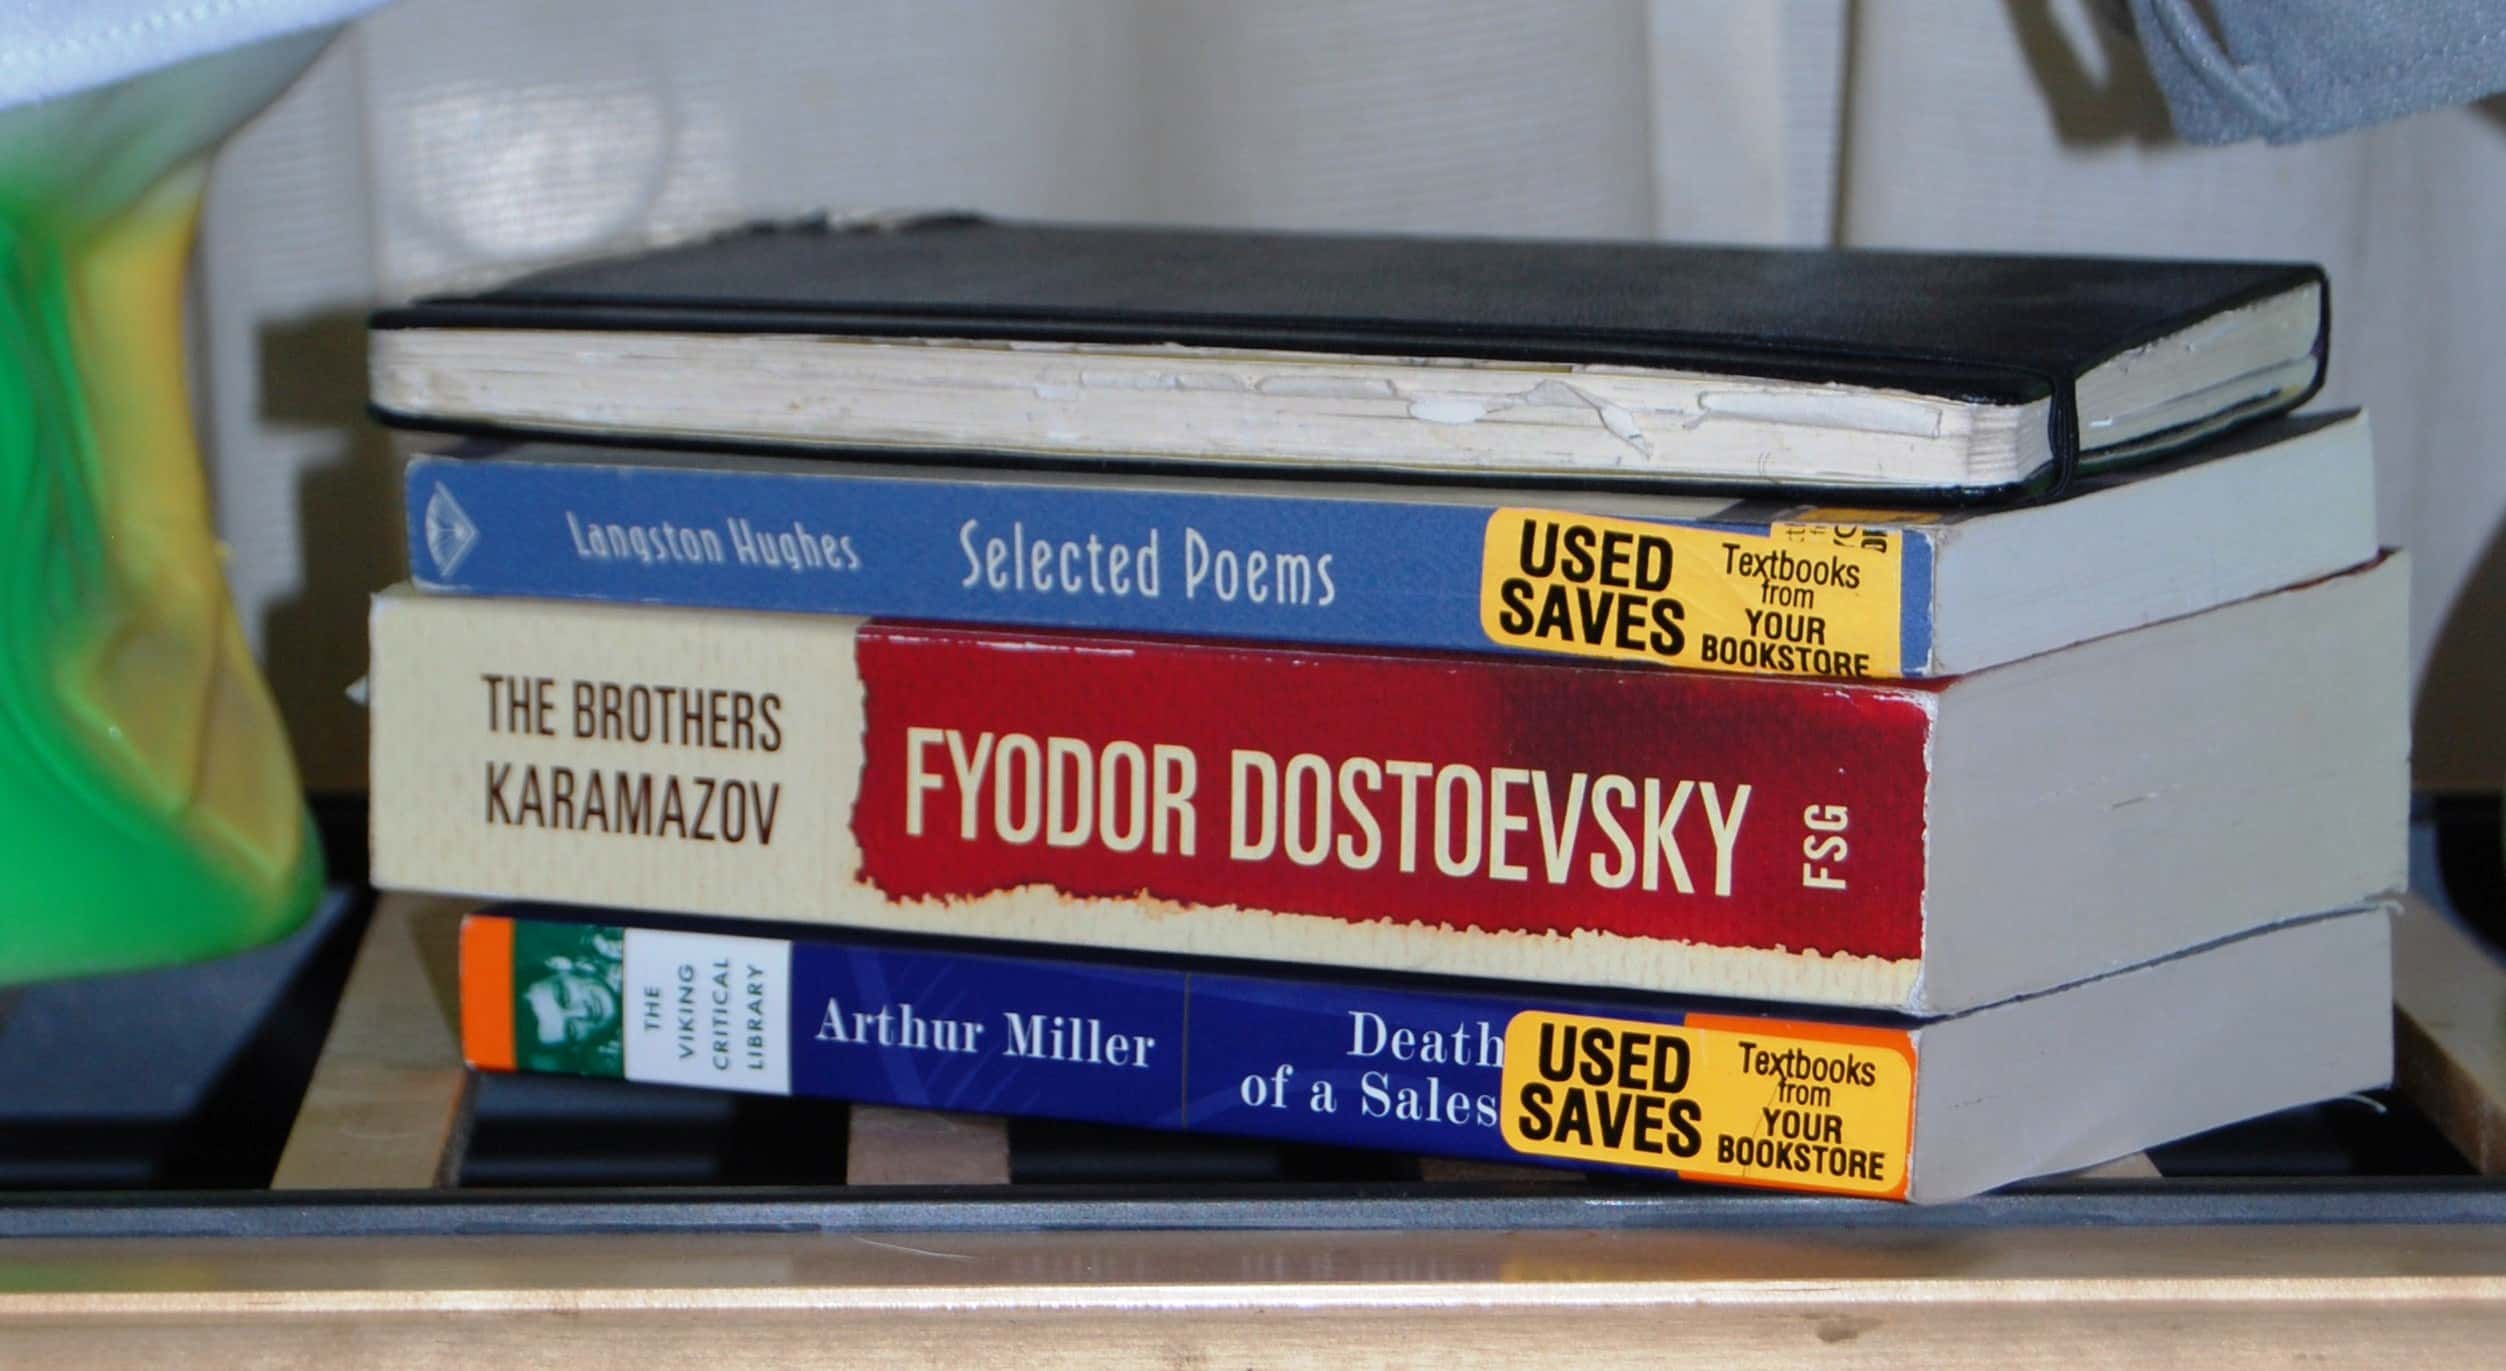 Langston Hughes
Selected Poems
USED
SAVES
Textbooks
from
YOUR
BOOKSTORE
THE BROTHERS
KARAMAZOV
FYODOR DOSTOEVSKY
FSG
THE
VIKING
CRITICAL
LIBRARY
Arthur Miller
Death
of a Sales
USED
SAVES
Textbooks
from
YOUR
BOOKSTORE